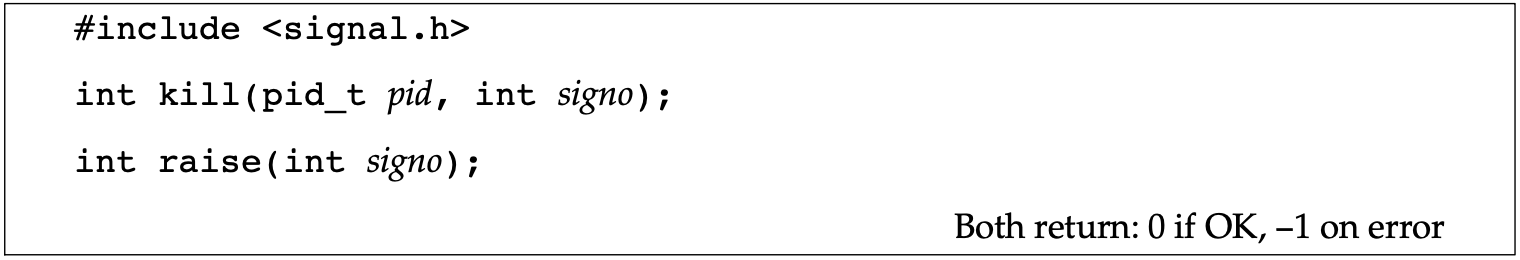 #include <signal.h>
int kill(pid_t pid, int signo);
int raise(int signo);
Both return: 0 if OK, –1 on error